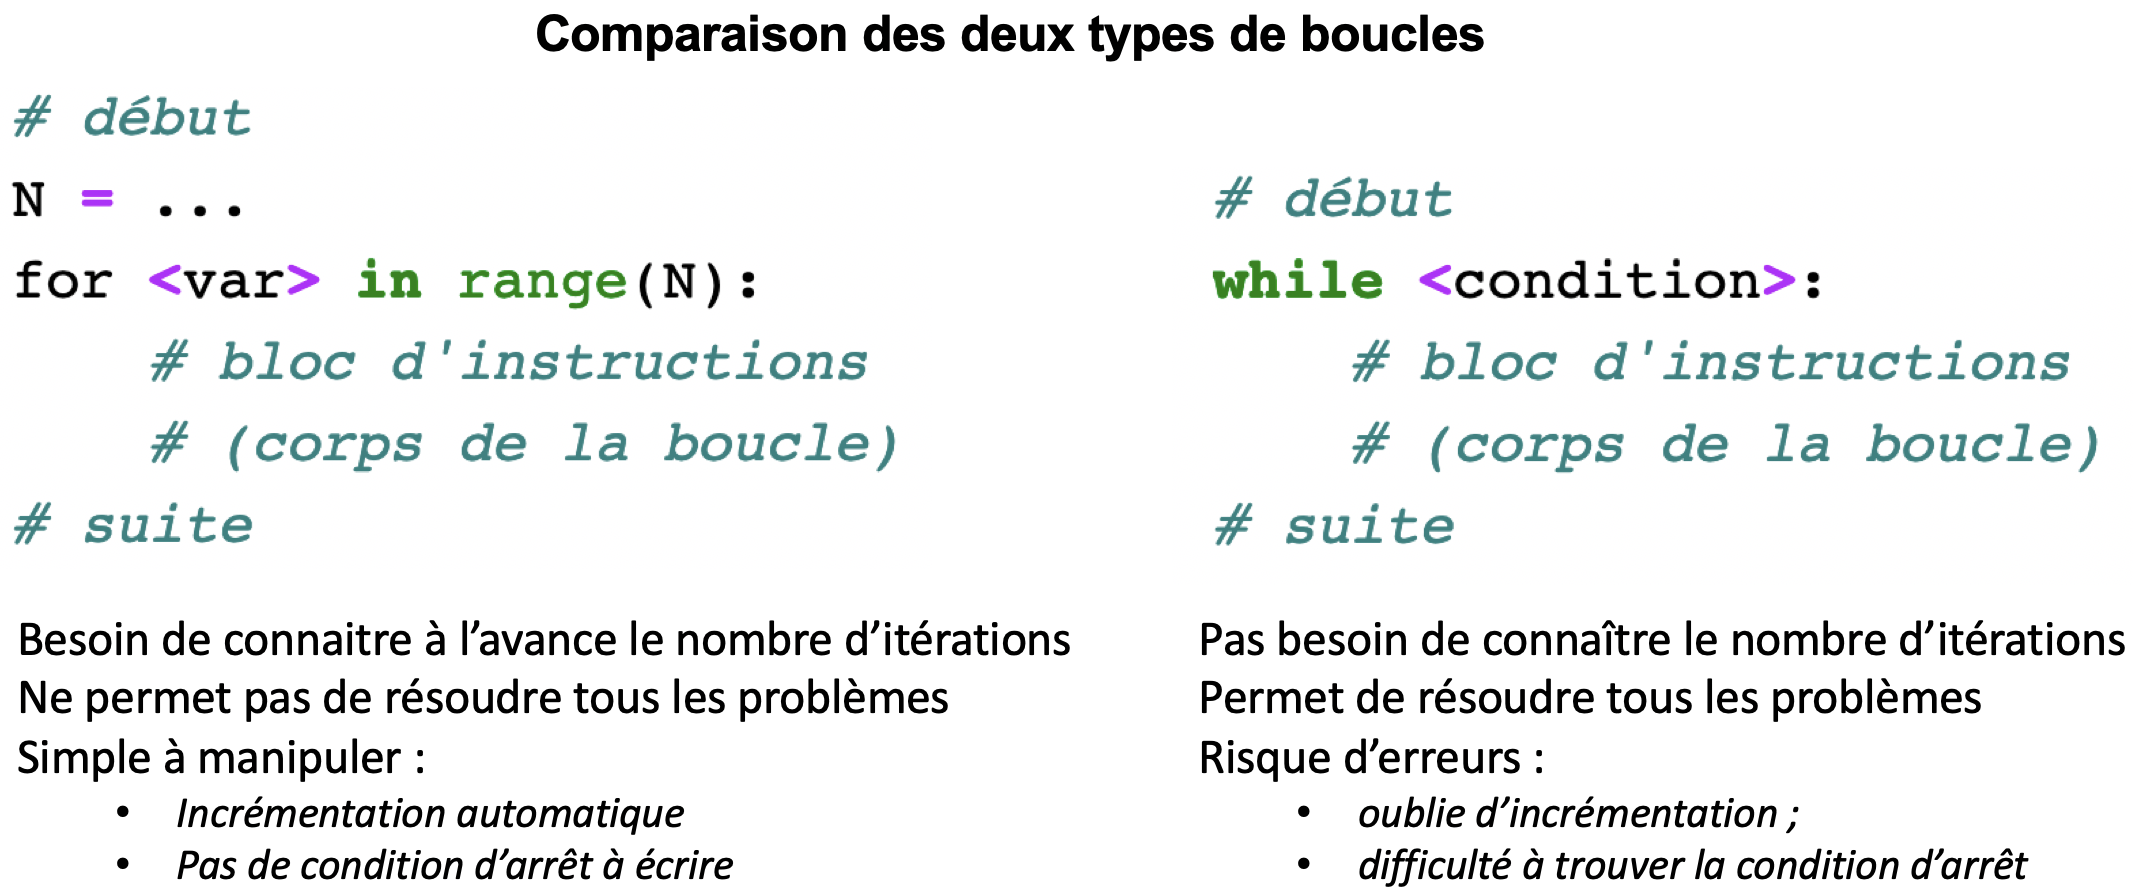 Comparaison des deux types de boucles
# début
N = ...
for <var> in range(N):
    # bloc d'instructions
    # (corps de la boucle)
# suite
Besoin de connaitre à l’avance le nombre d’itérations
Ne permet pas de résoudre tous les problèmes
Simple à manipuler :
• Incrémentation automatique
• Pas de condition d’arrêt à écrire
# début
while <condition>:
    # bloc d'instructions
    # (corps de la boucle)
# suite
Pas besoin de connaître le nombre d’itérations
Permet de résoudre tous les problèmes
Risque d’erreurs :
• oublie d’incrémentation ;
• difficulté à trouver la condition d’arrêt